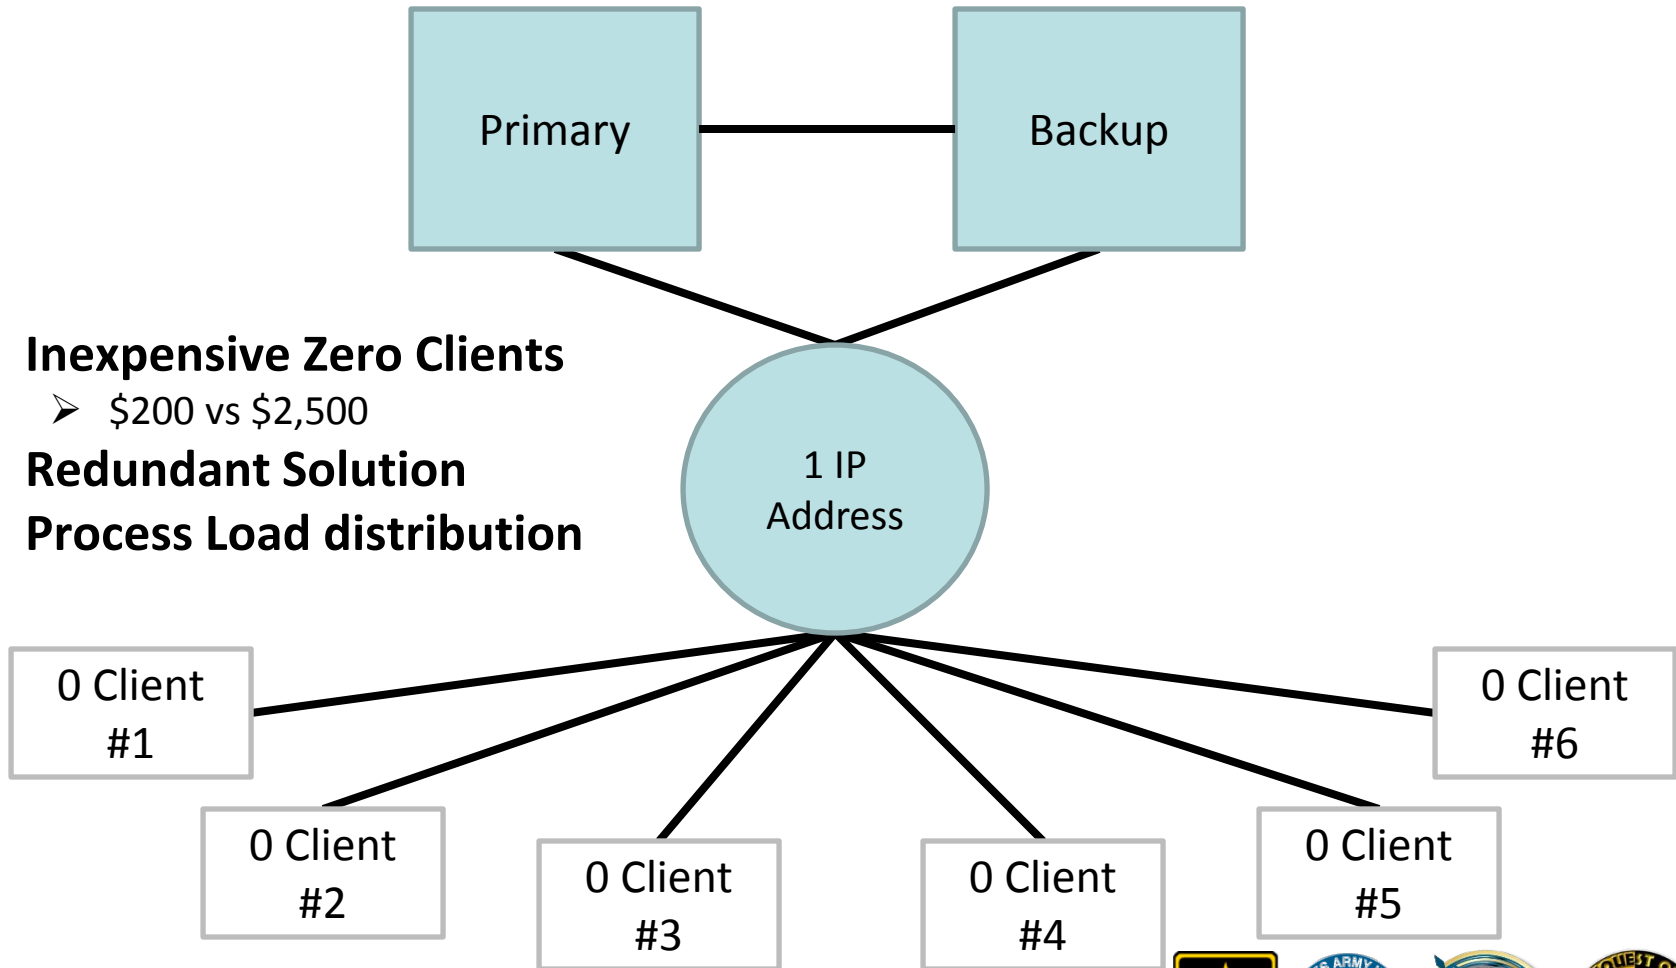 Primary
Backup
Inexpensive Zero Clients
➢ $200 vs $2,500
Redundant Solution
Process Load distribution
1 IP
Address
0 Client
#1
0 Client
#2
0 Client
#3
0 Client
#4
0 Client
#5
0 Client
#6
ARMY